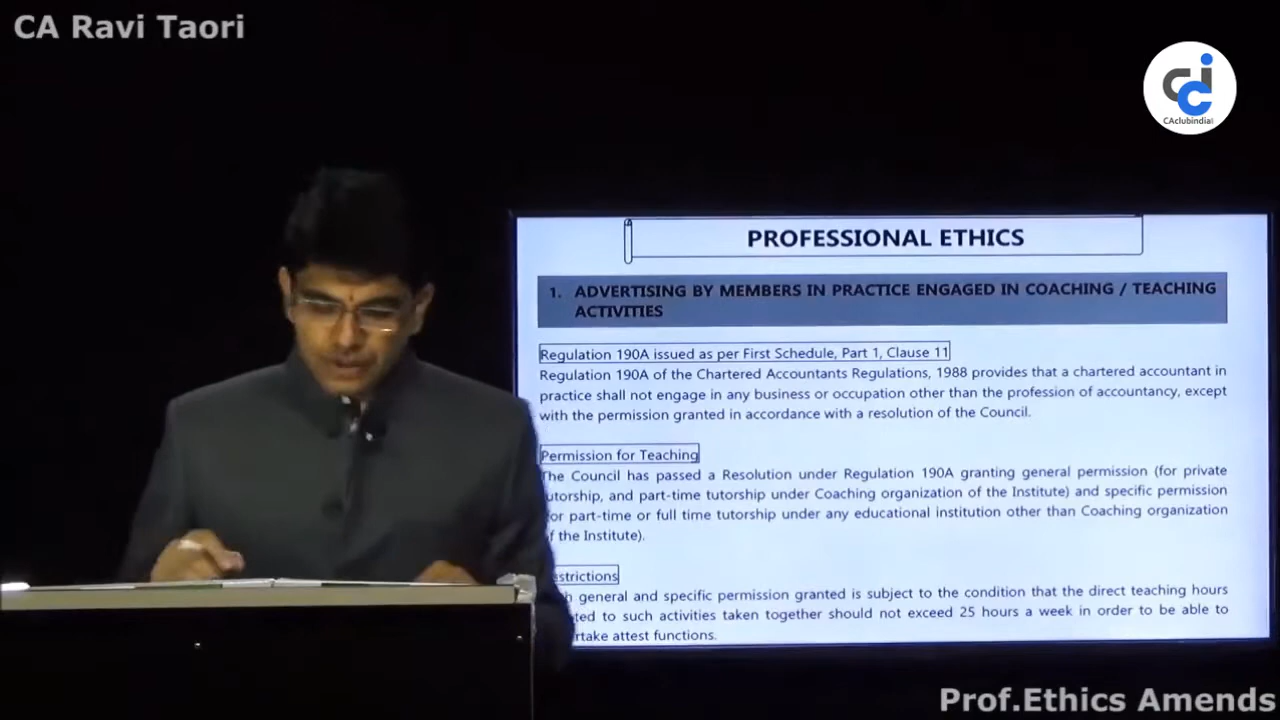 CA Ravi Taori
CAclubindia
PROFESSIONAL ETHICS
1. ADVERTISING BY MEMBERS IN PRACTICE ENGAGED IN COACHING / TEACHING
ACTIVITIES
Regulation 190A issued as per First Schedule, Part 1, Clause 11
Regulation 190A of the Chartered Accountants Regulations, 1988 provides that a chartered accountant in
practice shall not engage in any business or occupation other than the profession of accountancy, except
with the permission granted in accordance with a resolution of the Council.
Permission for Teaching
The Council has passed a Resolution under Regulation 190A granting general permission (for private
utorship, and part-time tutorship under Coaching organization of the Institute) and specific permission
or part-time or full time tutorship under any educational institution other than Coaching organization
f the Institute).
strictions
general and specific permission granted is subject to the condition that the direct teaching hours
ted to such activities taken together should not exceed 25 hours a week in order to be able to
rtake attest functions.
Prof.Ethics Amends